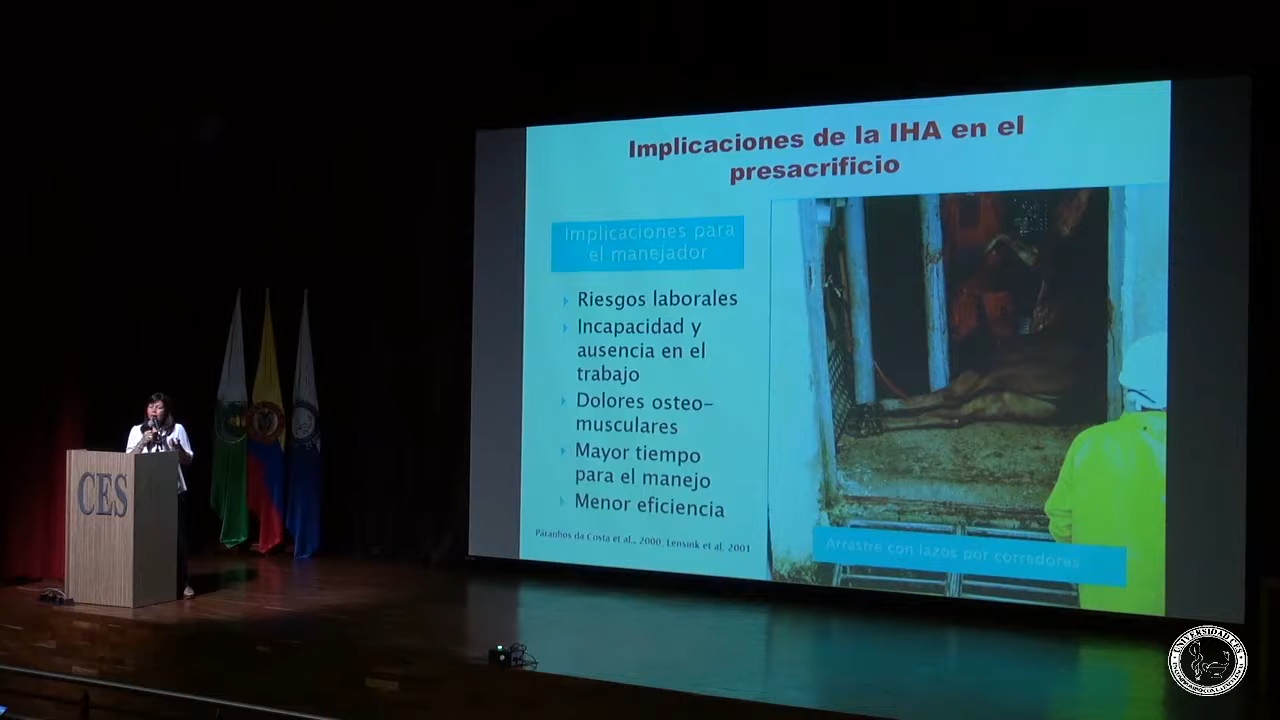 Implicaciones de la IHA en el
presacrificio
Implicaciones para
el manejador
Riesgos laborales
Incapacidad y
ausencia en el
trabajo
Dolores osteo-
musculares
Mayor tiempo
para el manejo
Menor eficiencia
Paranhos da Costa et al., 2000, Lensink et al. 2001
Arrastre con lazos por corredores
CES
UNIVERSIDAD CES